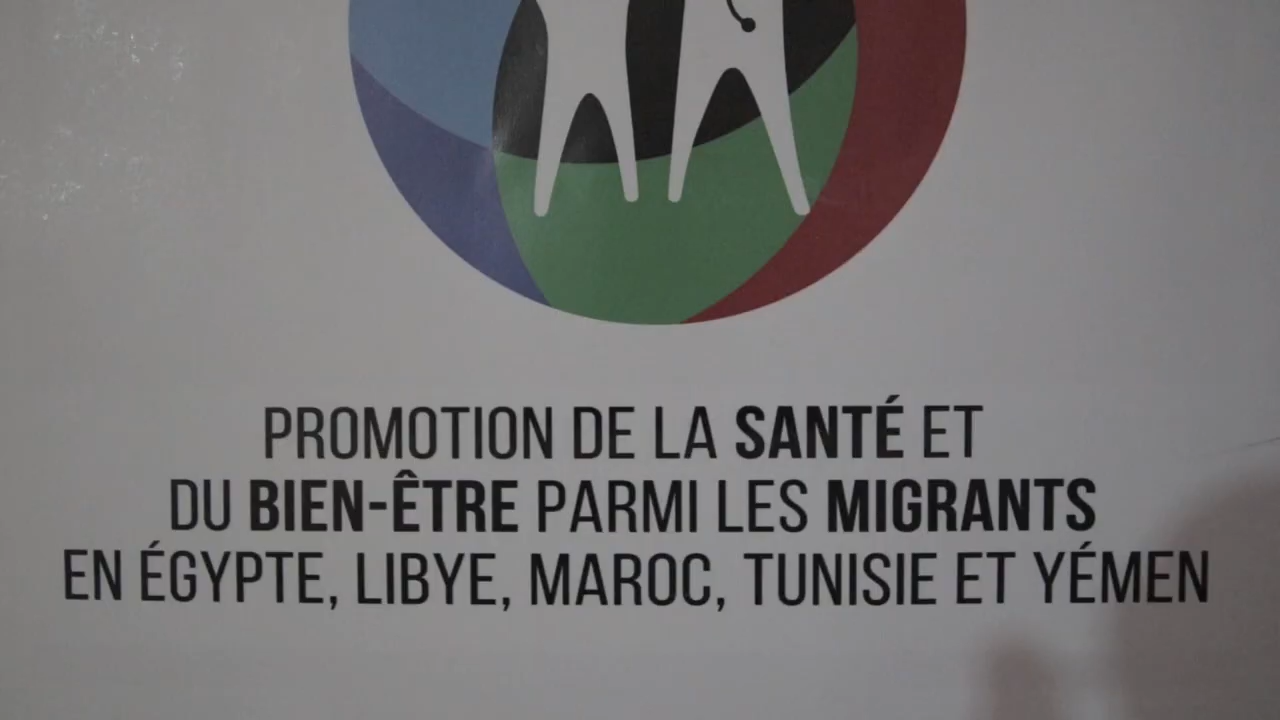 PROMOTION DE LA SANTÉ ET
DU BIEN-ÊTRE PARMI LES MIGRANTS
EN ÉGYPTE, LIBYE, MAROC, TUNISIE ET YÉMEN